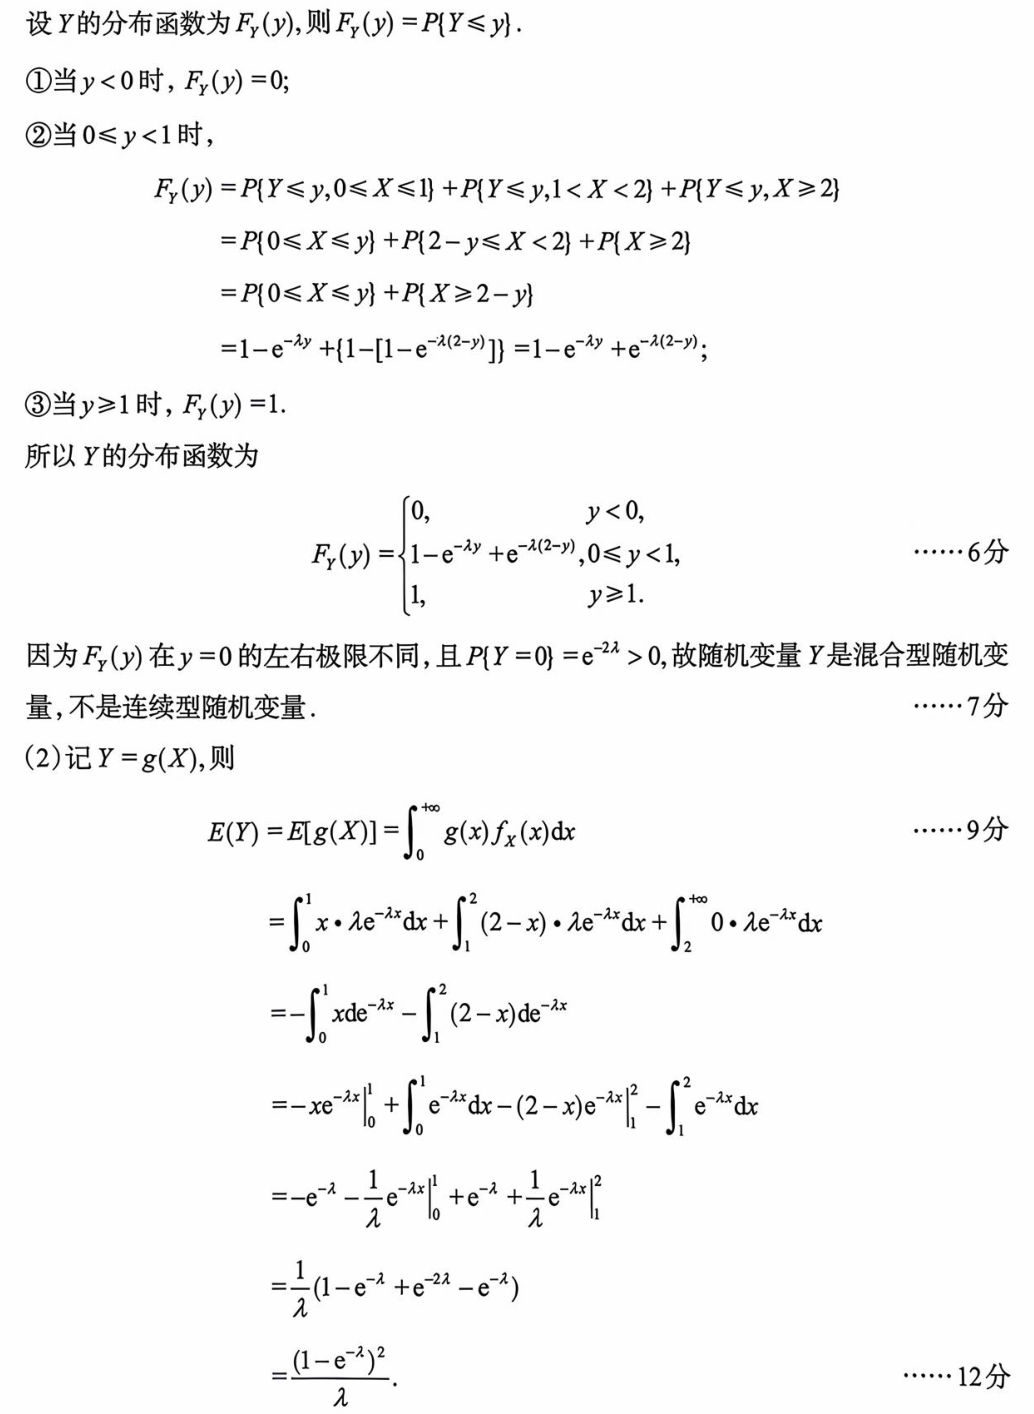 设Y的分布函数为F_Y(y),则F_Y(y)=P{Y⩽y}.
①当y<0时, F_Y(y)=0;
②当0⩽y<1时,
F_Y(y)=P{Y⩽y,0⩽X⩽1}+P{Y⩽y,1<X<2}+P{Y⩽y,X⩾2}
=P{0⩽X⩽y}+P{2-y⩽X<2}+P{X⩾2}
=P{0⩽X⩽y}+P{X⩾2-y}
=1-e^{-λy}+{1-[1-e^{-λ(2-y)}]}=1-e^{-λy}+e^{-λ(2-y)};
③当y⩾1时, F_Y(y)=1.
所以Y的分布函数为
F_Y(y)={0, y<0,
1-e^{-λy}+e^{-λ(2-y)},0⩽y<1, ……6分
1, y⩾1.
因为F_Y(y)在y=0的左右极限不同,且P{Y=0}=e^{-2λ}>0,故随机变量Y是混合型随机变
量,不是连续型随机变量. ……7分
(2)记Y=g(X),则
E(Y)=E[g(X)]=∫_0^{+∞} g(x)f_X(x)dx ……9分
=∫_0^1 x•λe^{-λx}dx+∫_1^2 (2-x)•λe^{-λx}dx+∫_2^{+∞} 0•λe^{-λx}dx
=-∫_0^1 xde^{-λx}-∫_1^2 (2-x)de^{-λx}
=-xe^{-λx}|_0^1+∫_0^1 e^{-λx}dx-(2-x)e^{-λx}|_1^2-∫_1^2 e^{-λx}dx
=-e^{-λ}-\frac{1}{λ}e^{-λx}|_0^1+e^{-λ}+\frac{1}{λ}e^{-λx}|_1^2
=\frac{1}{λ}(1-e^{-λ}+e^{-2λ}-e^{-λ})
=\frac{(1-e^{-λ})^2}{λ}. ……12分